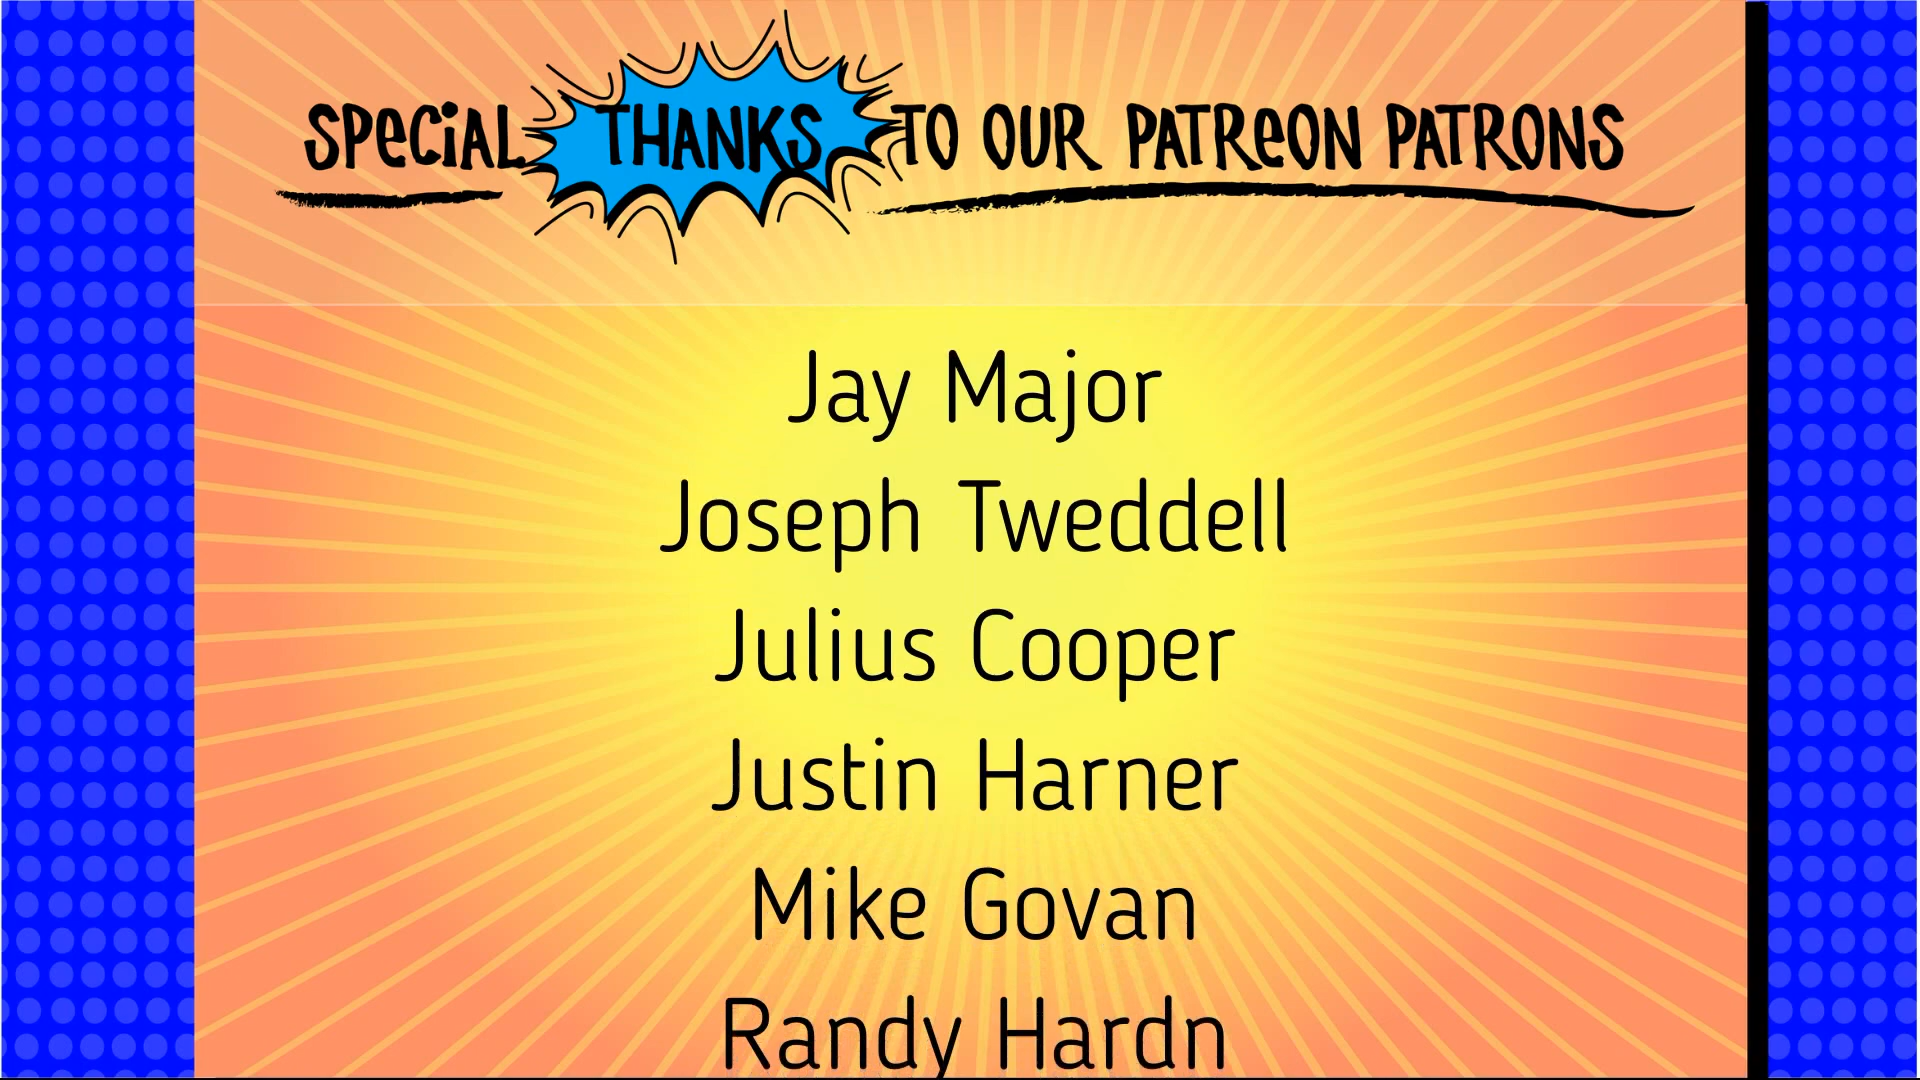 SPECiAL THANKS TO OUR PATReON PATRONS
Jay Major
Joseph Tweddell
Julius Cooper
Justin Harner
Mike Govan
Randy Hardn